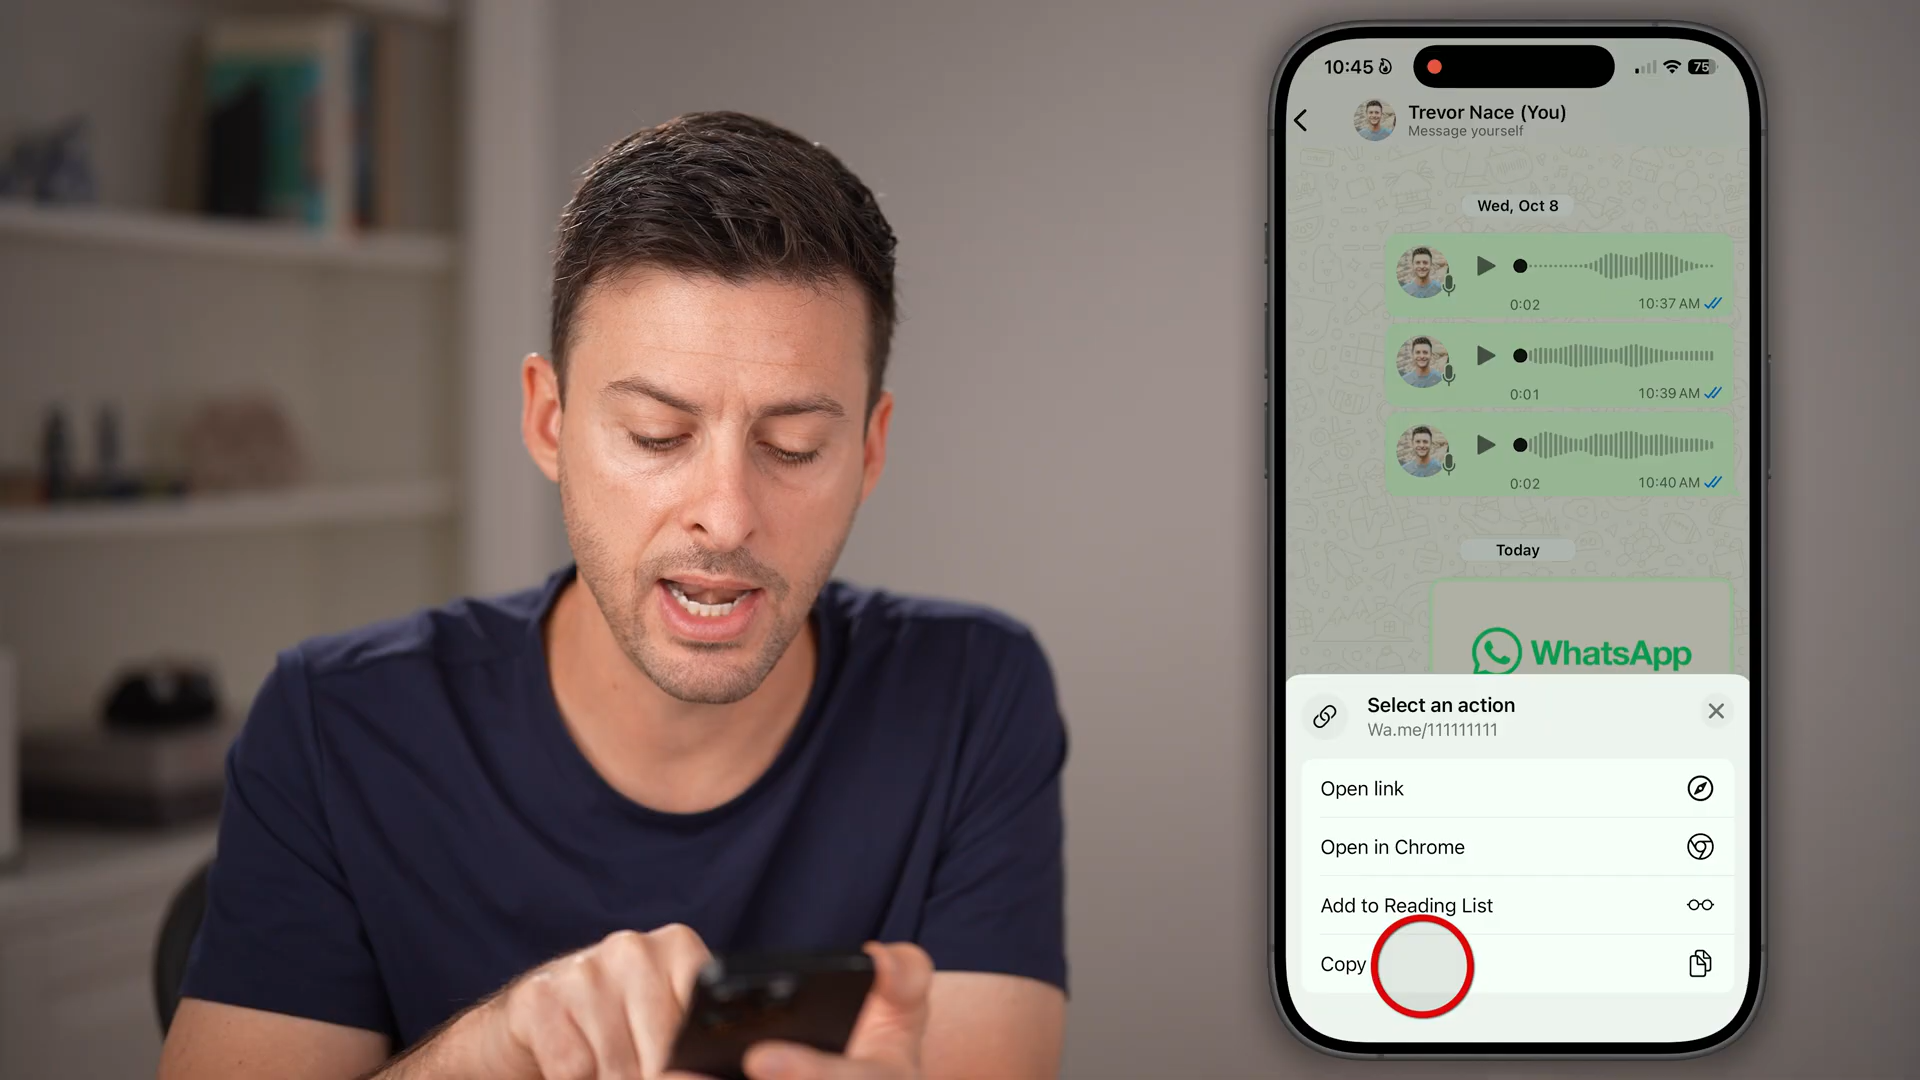 10:45
75
Trevor Nace (You)
Message yourself
Wed, Oct 8
0:02 10:37 AM
0:01 10:39 AM
0:02 10:40 AM
Today
WhatsApp
Select an action
Wa.me/111111111
Open link
Open in Chrome
Add to Reading List
Copy